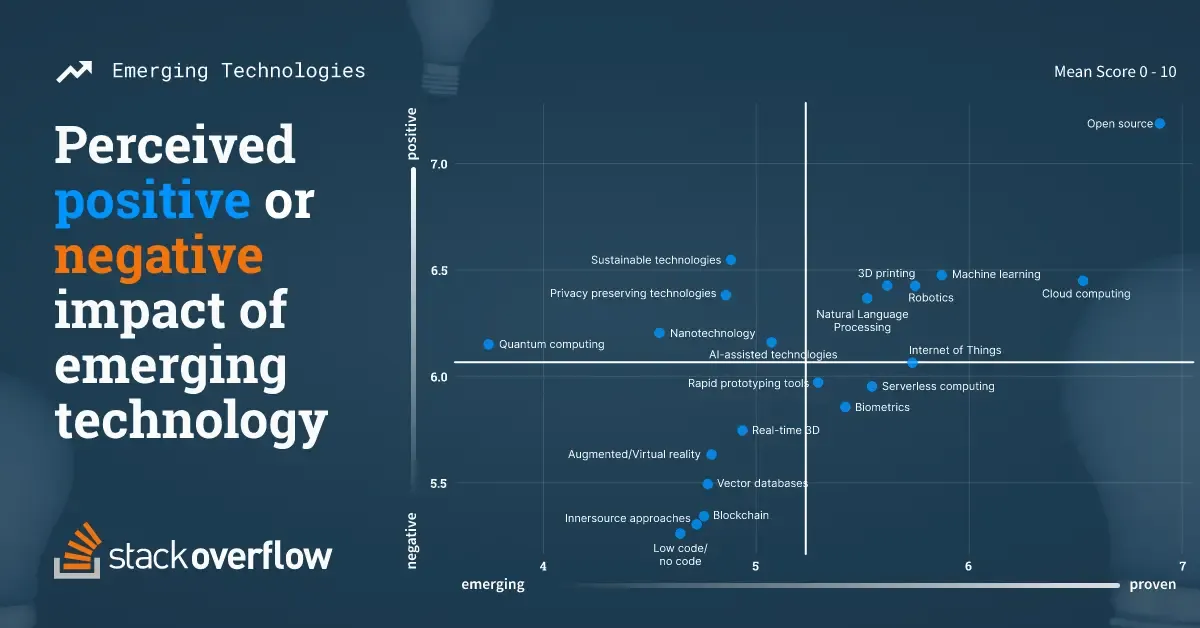 Emerging Technologies
Perceived
positive or
negative
impact of
emerging
technology
stackoverflow
Mean Score 0 - 10
positive
7.0
6.5
6.0
5.5
negative
Open source
Sustainable technologies
3D printing
Machine learning
Privacy preserving technologies
Robotics
Cloud computing
Natural Language
Processing
Nanotechnology
Quantum computing
AI-assisted technologies
Internet of Things
Rapid prototyping tools
Serverless computing
Biometrics
Real-time 3D
Augmented/Virtual reality
Vector databases
Innersource approaches
Blockchain
Low code/
no code
4
5
6
7
emerging
proven